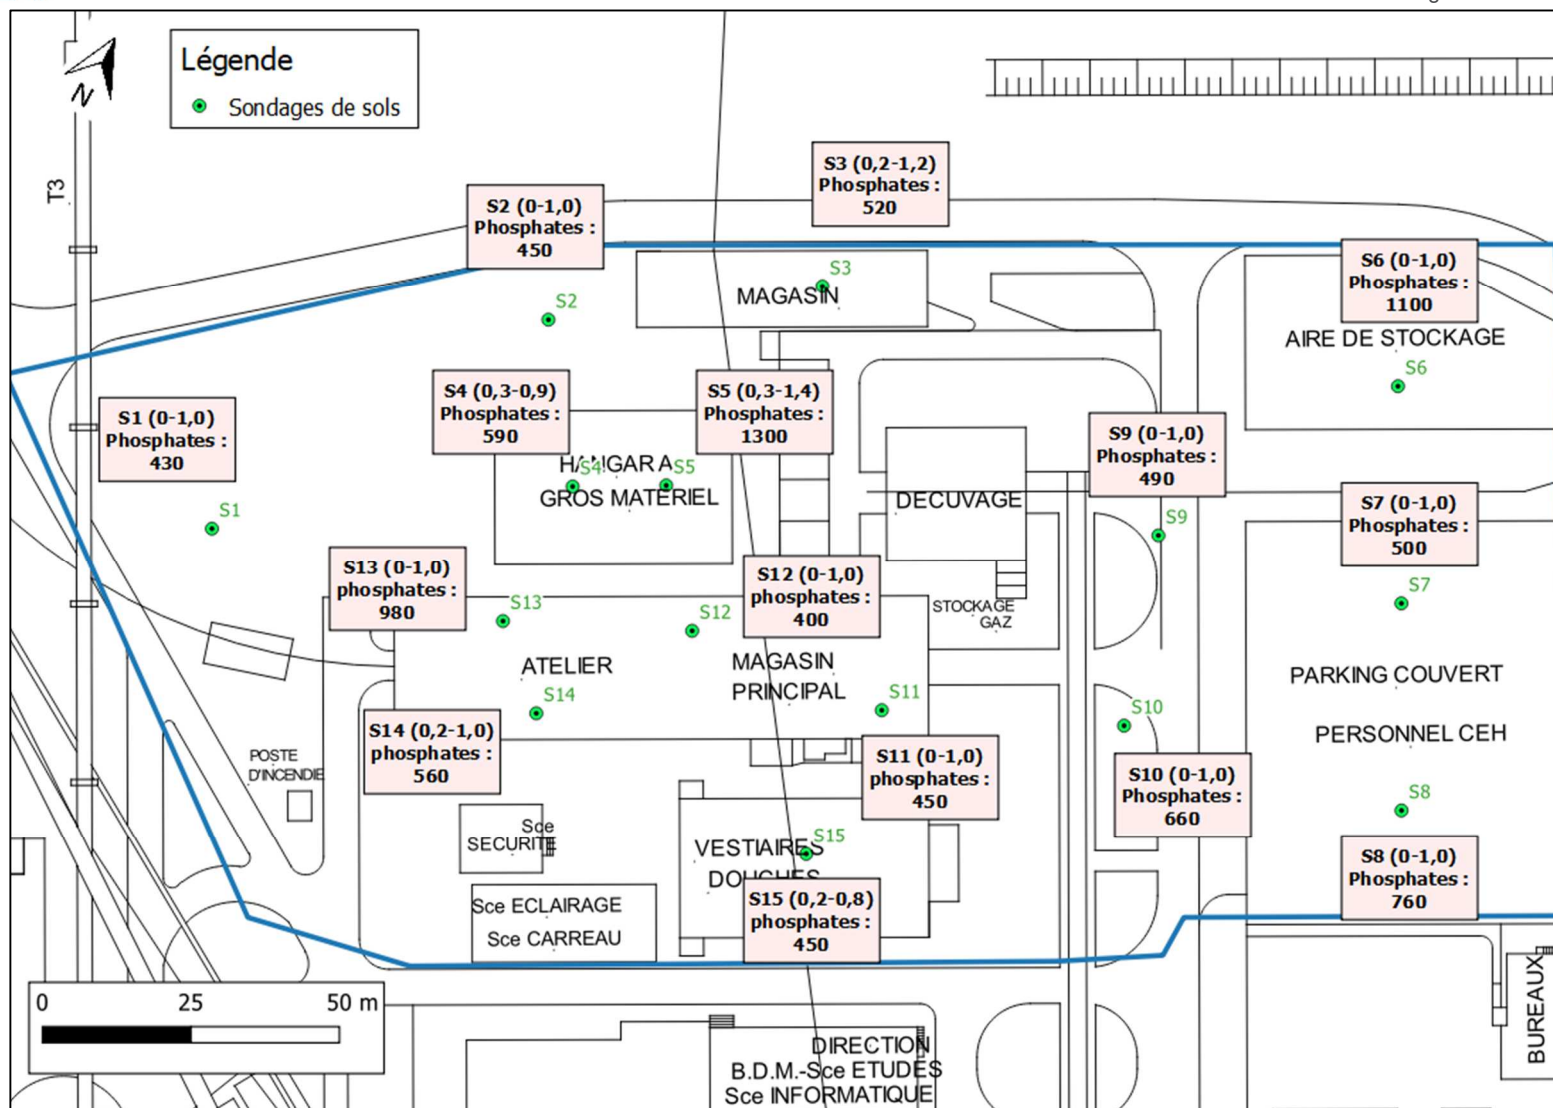 Légende
Sondages de sols
N
T3
S3 (0,2-1,2)
Phosphates :
520
S2 (0-1,0)
Phosphates :
450
S6 (0-1,0)
Phosphates :
1100
S3
MAGASIN
S2
AIRE DE STOCKAGE
S6
S1 (0-1,0)
Phosphates :
430
S4 (0,3-0,9)
Phosphates :
590
S5 (0,3-1,4)
Phosphates :
1300
S9 (0-1,0)
Phosphates :
490
HANGAR A
S4
S5
GROS MATERIEL
DECUVAGE
S7 (0-1,0)
Phosphates :
500
S1
S9
S13 (0-1,0)
phosphates :
980
S12 (0-1,0)
phosphates :
400
S7
S13
S12
STOCKAGE
GAZ
ATELIER
MAGASIN
PRINCIPAL
PARKING COUVERT
S14
S11
S10
PERSONNEL CEH
S14 (0,2-1,0)
phosphates :
560
POSTE
D'INCENDIE
S11 (0-1,0)
phosphates :
450
S10 (0-1,0)
Phosphates :
660
S8
Sce
SECURITE
VESTIAIRES
S15
DOUCHES
S8 (0-1,0)
Phosphates :
760
S15 (0,2-0,8)
phosphates :
450
Sce ECLAIRAGE
Sce CARREAU
0 25 50 m
BUREAUX
DIRECTION
B.D.M.-Sce ETUDES
Sce INFORMATIQUE